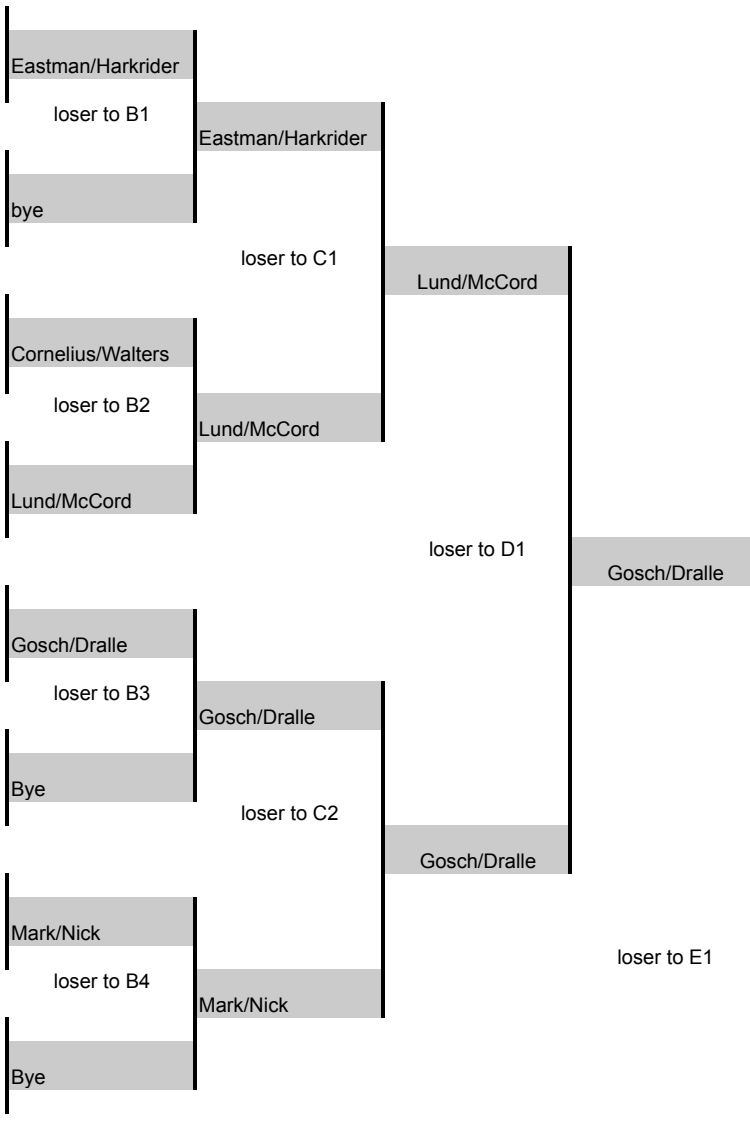 Eastman/Harkrider
loser to B1
Eastman/Harkrider
bye
loser to C1
Lund/McCord
Cornelius/Walters
loser to B2
Lund/McCord
Lund/McCord
loser to D1
Gosch/Dralle
Gosch/Dralle
loser to B3
Gosch/Dralle
Bye
loser to C2
Gosch/Dralle
Mark/Nick
loser to E1
loser to B4
Mark/Nick
Bye